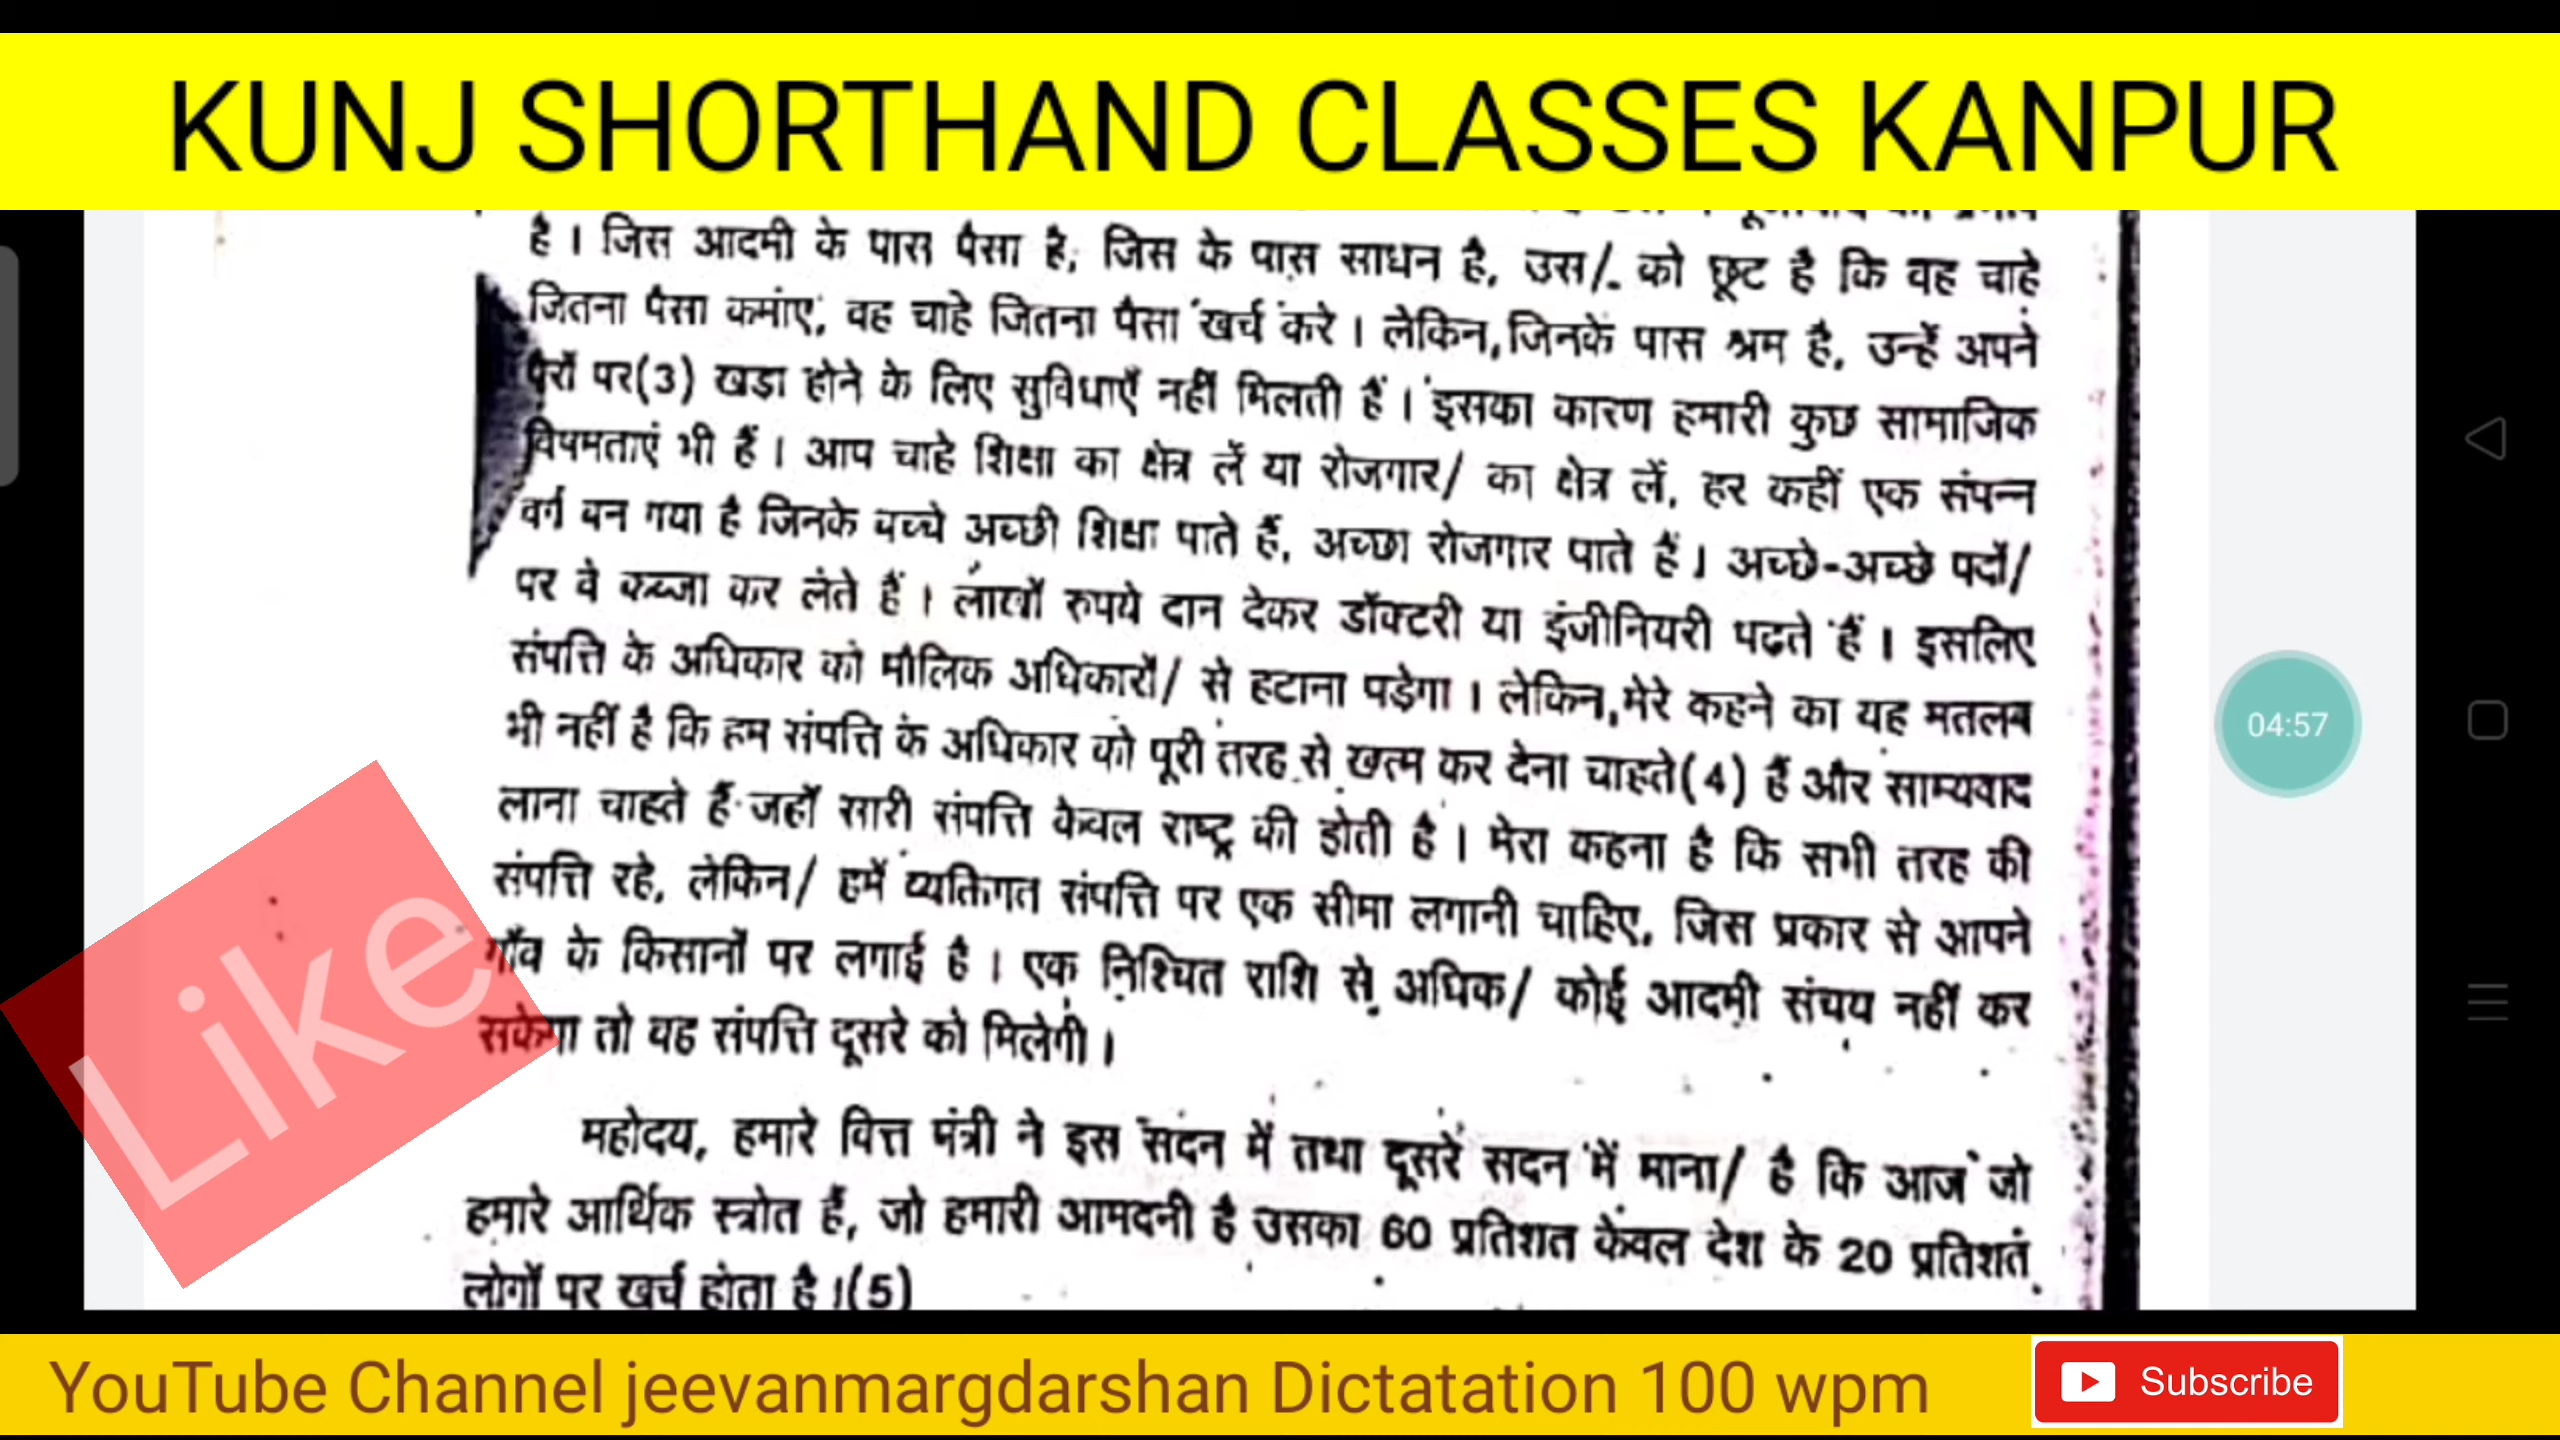 KUNJ SHORTHAND CLASSES KANPUR
है । जिस आदमी के पास पैसा है, जिस के पास साधन है, उस/ को छूट है कि वह चाहे
जितना पैसा कमांए, वह चाहे जितना पैसा खर्च करे । लेकिन,जिनके पास श्रम है, उन्हें अपने
पैरों पर(3) खड़ा होने के लिए सुविधाएँ नहीं मिलती हैं । इसका कारण हमारी कुछ सामाजिक
विषमताएं भी हैं । आप चाहे शिक्षा का क्षेत्र लें या रोजगार/ का क्षेत्र लें, हर कहीं एक संपन्न
वर्ग बन गया है जिनके बच्चे अच्छी शिक्षा पाते हैं, अच्छा रोजगार पाते हैं । अच्छे-अच्छे पदों/
पर वे कब्जा कर लेते हैं । लाखों रुपये दान देकर डॉक्टरी या इंजीनियरी पढते हैं । इसलिए
संपत्ति के अधिकार को मौलिक अधिकारों/ से हटाना पड़ेगा । लेकिन,मेरे कहने का यह मतलब
भी नहीं है कि हम संपत्ति के अधिकार को पूरी तरह से खत्म कर देना चाहते(4) हैं और साम्यवाद
लाना चाहते हैं जहाँ सारी संपत्ति केवल राष्ट्र की होती है । मेरा कहना है कि सभी तरह की
संपत्ति रहे, लेकिन/ हमें व्यक्तिगत संपत्ति पर एक सीमा लगानी चाहिए, जिस प्रकार से आपने
गाँव के किसानों पर लगाई है । एक निश्चित राशि से अधिक/ कोई आदमी संचय नहीं कर
सकेगा तो वह संपत्ति दूसरे को मिलेगी ।
महोदय, हमारे वित्त मंत्री ने इस सदन में तथा दूसरे सदन में माना/ है कि आज जो
हमारे आर्थिक स्त्रोत हैं, जो हमारी आमदनी है उसका 60 प्रतिशत केवल देश के 20 प्रतिशत
लोगों पर खर्च होता है ।(5)
04:57
Like
YouTube Channel jeevanmargdarshan Dictatation 100 wpm
Subscribe